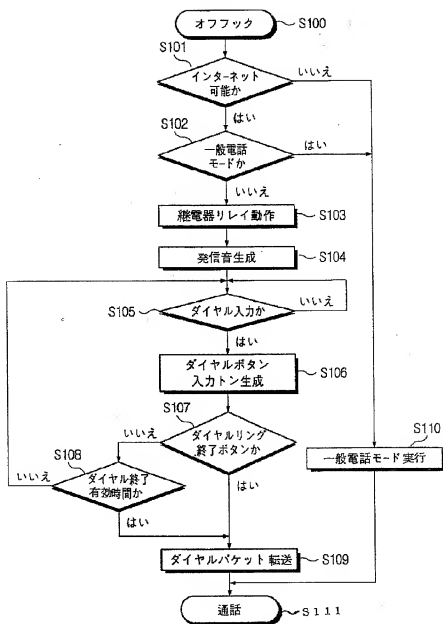 オフフック
S100
S101
インターネット
可能か
いいえ
はい
S102
一般電話
モードか
はい
いいえ
継電器リレイ動作
S103
発信音生成
S104
S105
ダイヤル入力か
いいえ
はい
ダイヤルボタン
入力トン生成
S106
S107
ダイヤルリング
終了ボタンか
いいえ
はい
S108
ダイヤル終了
有効時間か
いいえ
はい
S110
一般電話モード実行
ダイヤルパケット転送
S109
通話
S111